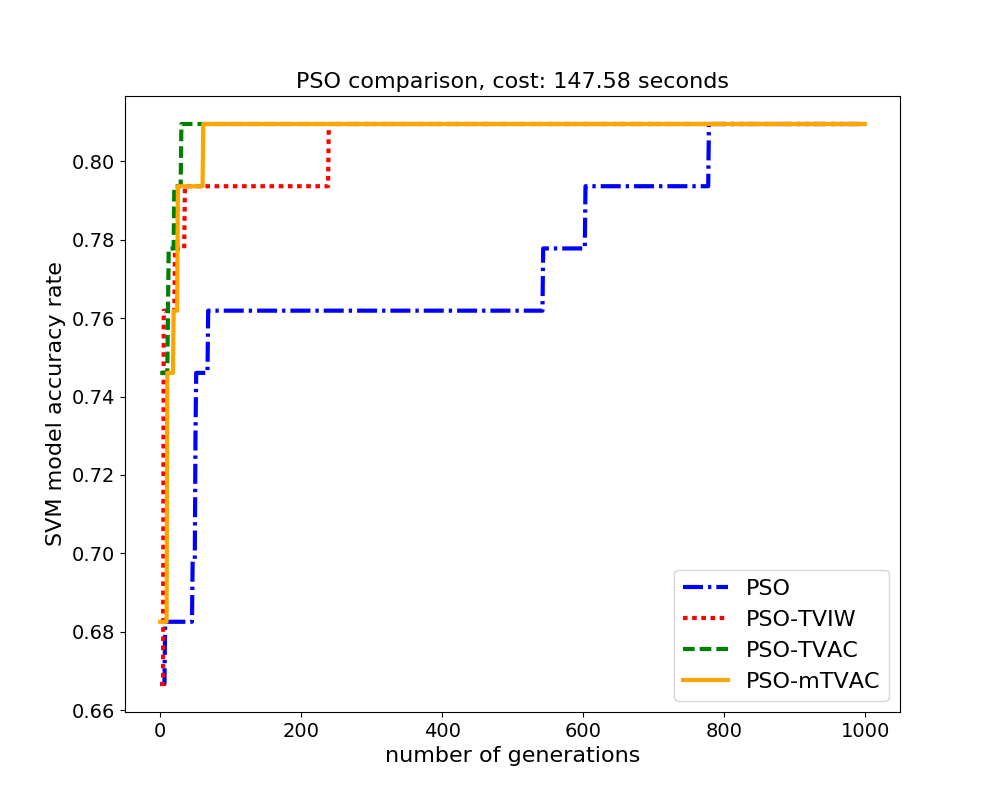 PSO comparison, cost: 147.58 seconds
SVM model accuracy rate
0.80
0.78
0.76
0.74
0.72
0.70
0.68
0.66
0
200
400
600
800
1000
number of generations
PSO
PSO-TVIW
PSO-TVAC
PSO-mTVAC